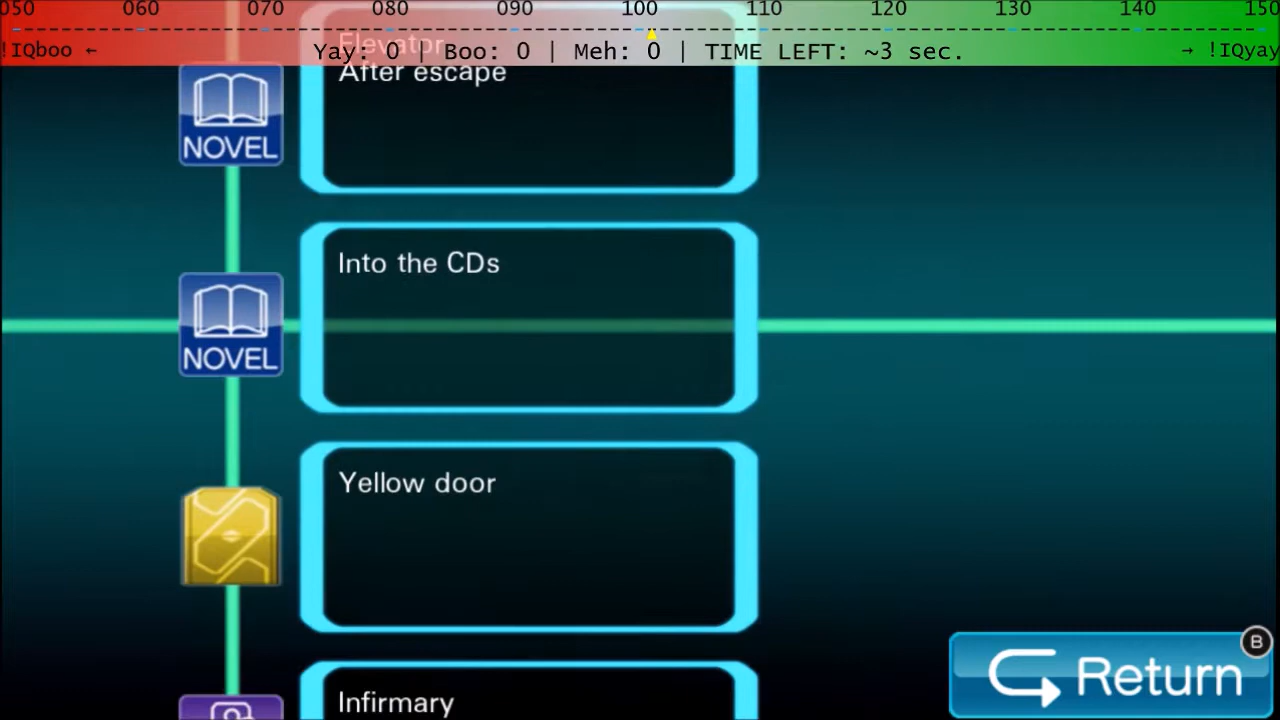 050 060 070 080 090 100 110 120 130 140 150
!IQboo ← Yay: 0 | Boo: 0 | Meh: 0 | TIME LEFT: ~3 sec. → !IQyay
Elevator
After escape
NOVEL
Into the CDs
NOVEL
Yellow door
B
Return
Infirmary